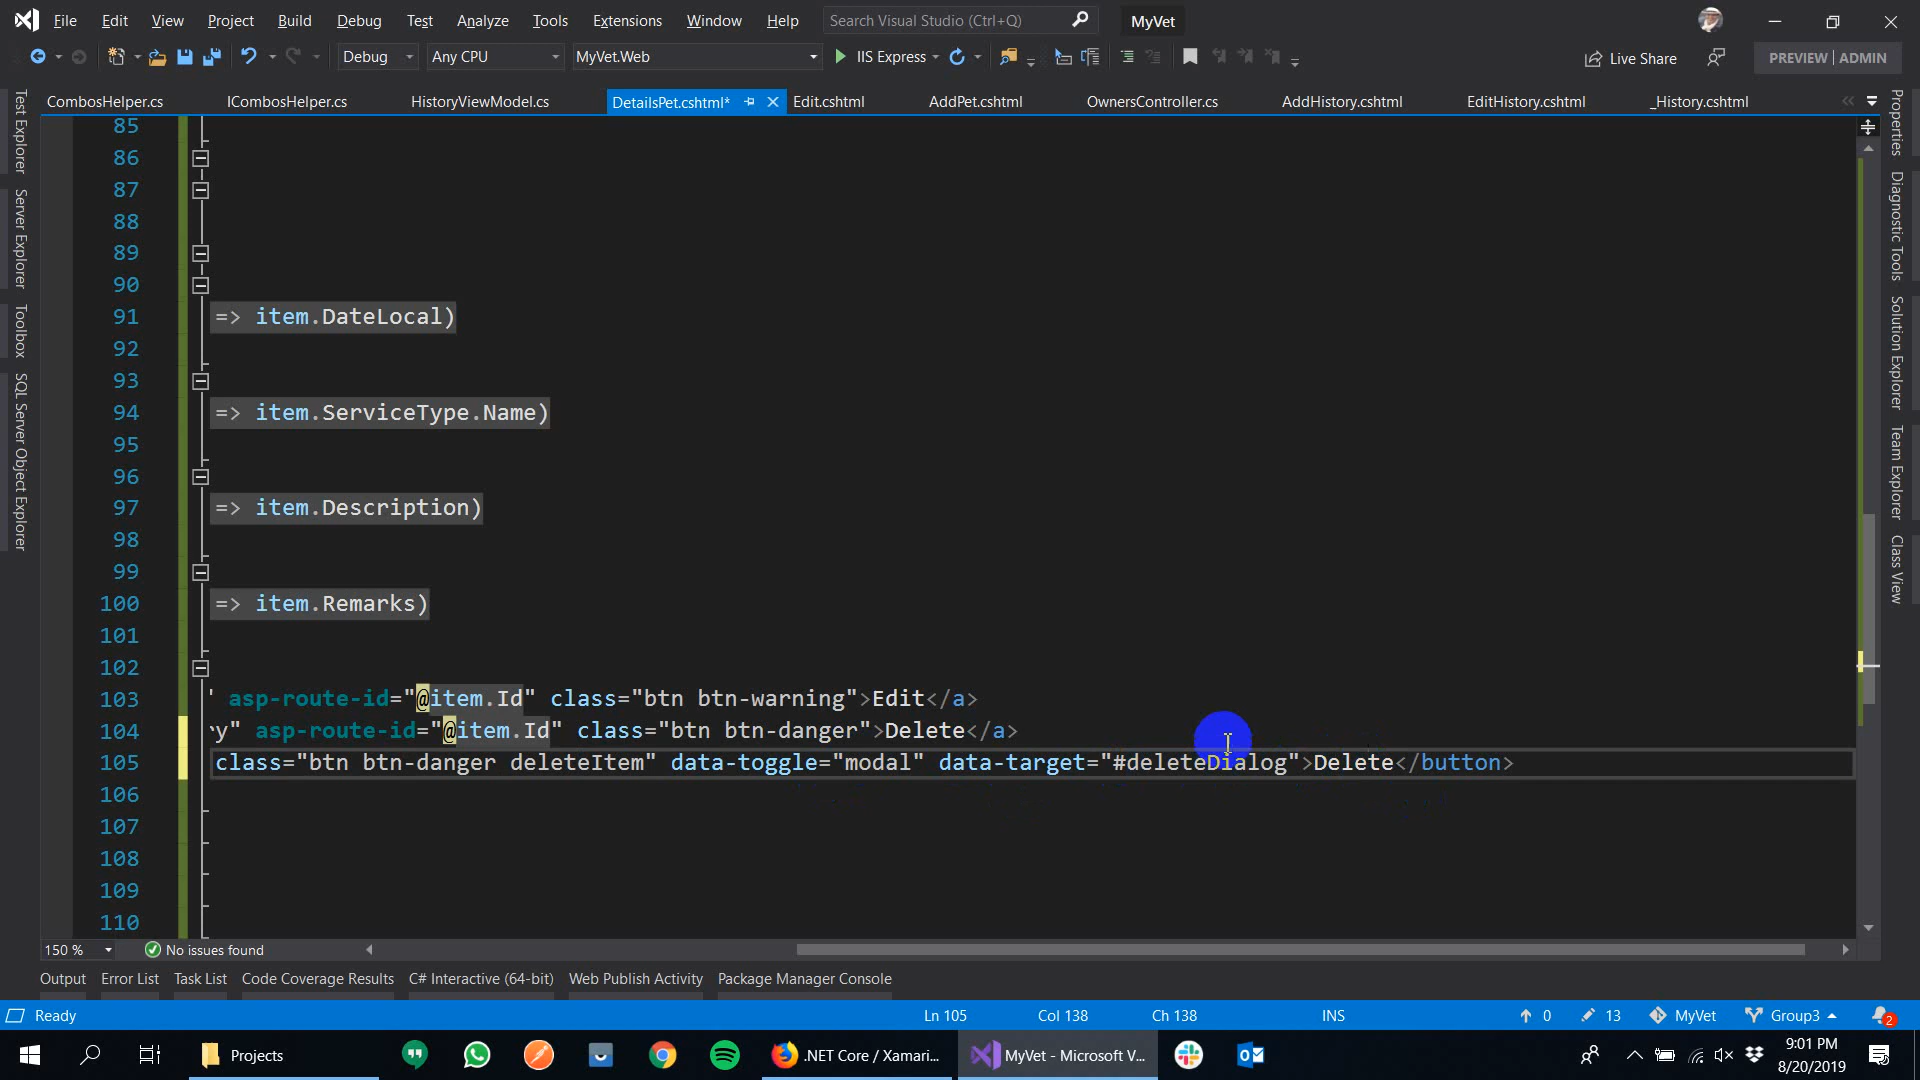 File Edit View Project Build Debug Test Analyze Tools Extensions Window Help Search Visual Studio (Ctrl+Q) MyVet
Debug Any CPU MyVet.Web IIS Express Live Share PREVIEW | ADMIN
CombosHelper.cs ICombosHelper.cs HistoryViewModel.cs DetailsPet.cshtml* Edit.cshtml AddPet.cshtml OwnersController.cs AddHistory.cshtml EditHistory.cshtml _History.cshtml
Test Explorer
Server Explorer
Toolbox
SQL Server Object Explorer
85
86
87
88
89
90
91 => item.DateLocal)
92
93
94 => item.ServiceType.Name)
95
96
97 => item.Description)
98
99
100 => item.Remarks)
101
102
103 " asp-route-id="@item.Id" class="btn btn-warning">Edit</a>
104 ry" asp-route-id="@item.Id" class="btn btn-danger">Delete</a>
105 class="btn btn-danger deleteItem" data-toggle="modal" data-target="#deleteDialog">Delete</button>
106
107
108
109
110
Properties
Diagnostic Tools
Solution Explorer
Team Explorer
Class View
150 % No issues found
Output Error List Task List Code Coverage Results C# Interactive (64-bit) Web Publish Activity Package Manager Console
Ready Ln 105 Col 138 Ch 138 INS 0 13 MyVet Group3 2
Projects .NET Core / Xamari... MyVet - Microsoft V... 9:01 PM
8/20/2019